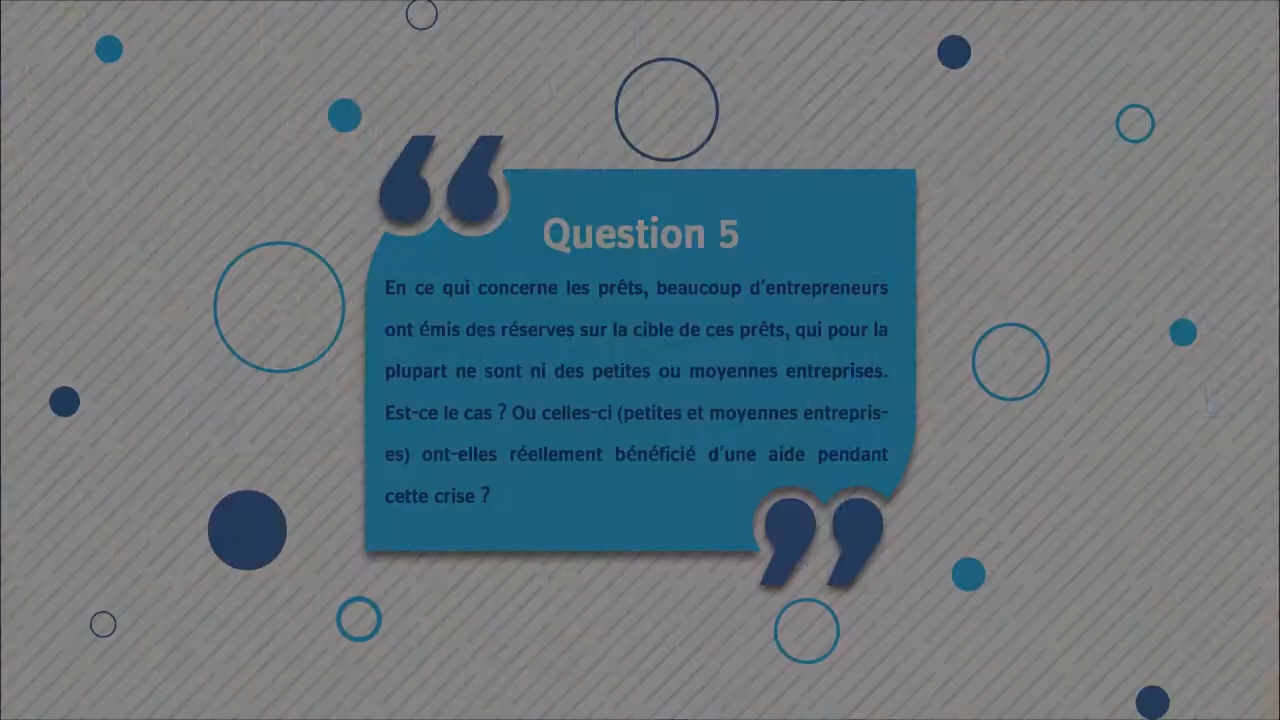 Question 5
En ce qui concerne les prêts, beaucoup d'entrepreneurs
ont émis des réserves sur la cible de ces prêts, qui pour la
plupart ne sont ni des petites ou moyennes entreprises.
Est-ce le cas ? Ou celles-ci (petites et moyennes entrepris-
es) ont-elles réellement bénéficié d'une aide pendant
cette crise ?